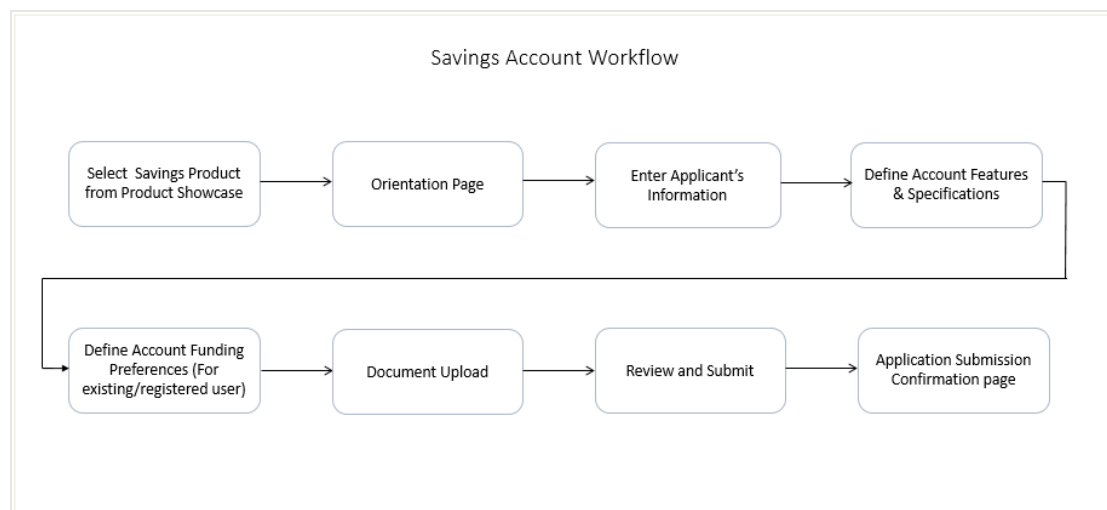 Savings Account Workflow
Select Savings Product
from Product Showcase
Orientation Page
Enter Applicant's
Information
Define Account Features
& Specifications
Define Account Funding
Preferences (For
existing/registered user)
Document Upload
Review and Submit
Application Submission
Confirmation page